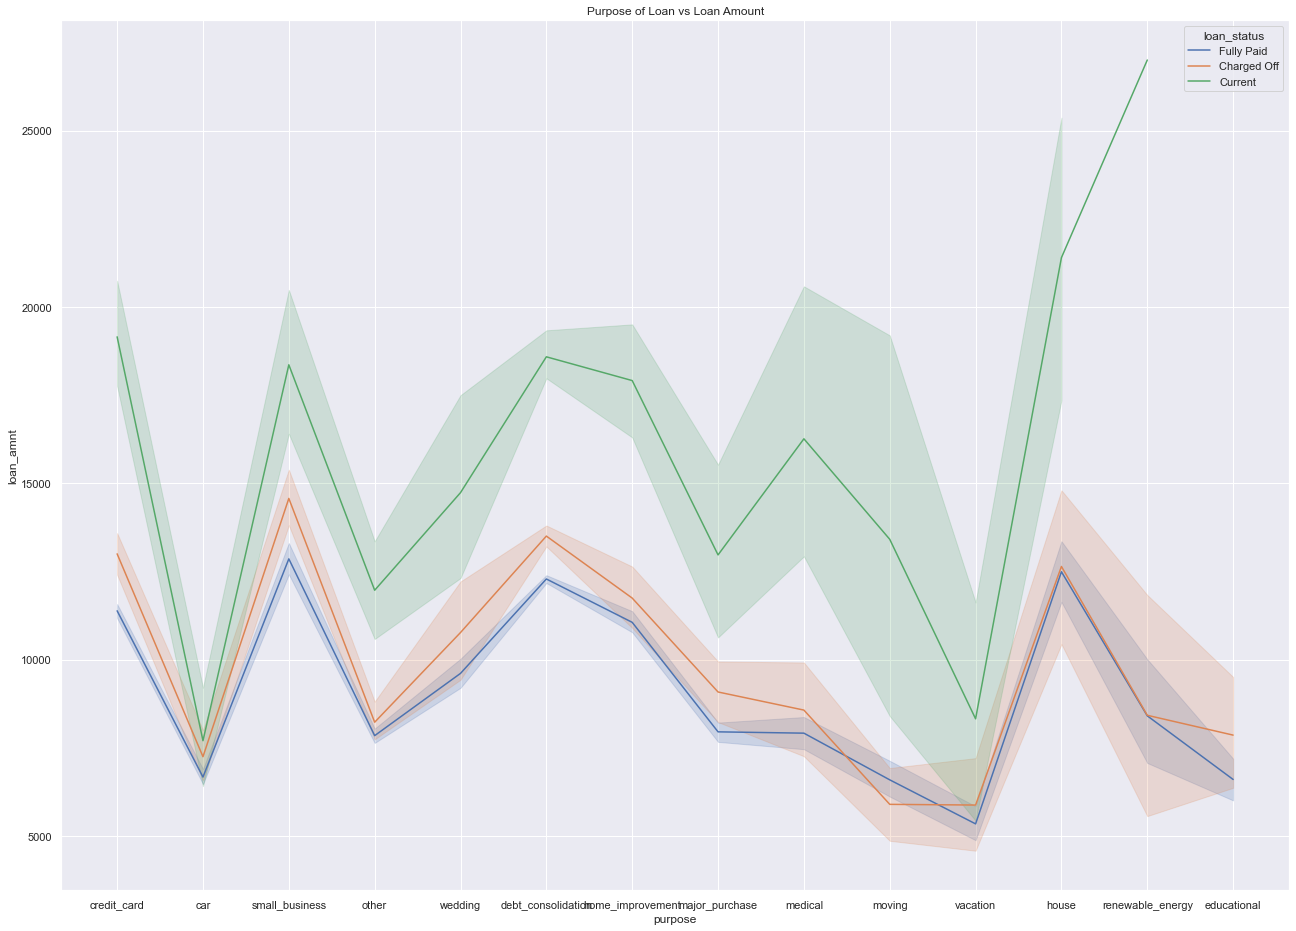 Purpose of Loan vs Loan Amount
loan_status
Fully Paid
Charged Off
Current
25000
20000
15000
10000
5000
loan_amnt
credit_card car small_business other wedding debt_consolidation home_improvement major_purchase medical moving vacation house renewable_energy educational
purpose